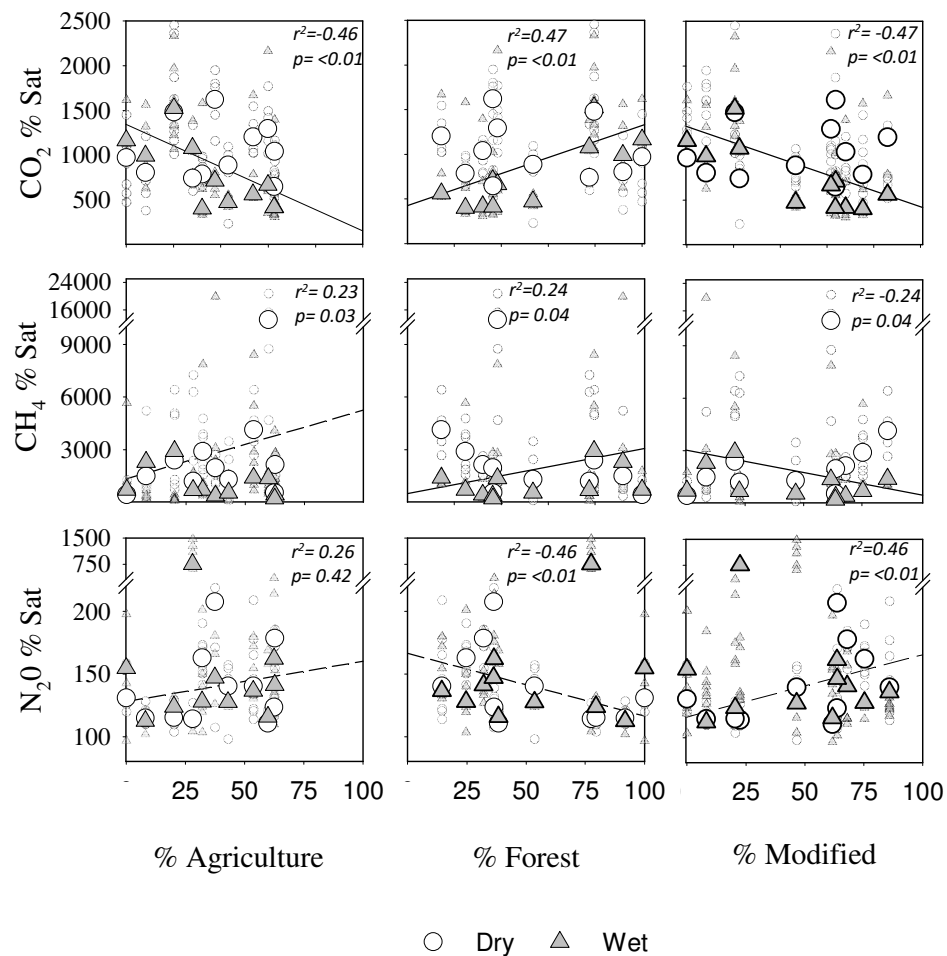 2500
2000
1500
1000
500
CO2 % Sat
r2=-0.46
p= <0.01
r2=0.47
p= <0.01
r2= -0.47
p= <0.01
24000
16000
9000
6000
3000
CH4 % Sat
r2= 0.23
p= 0.03
r2=0.24
p= 0.04
r2= -0.24
p= 0.04
1500
750
200
150
100
N20 % Sat
r2= 0.26
p= 0.42
r2= -0.46
p= <0.01
r2=0.46
p= <0.01
25 50 75 100 25 50 75 100 25 50 75 100
% Agriculture % Forest % Modified
Dry Wet